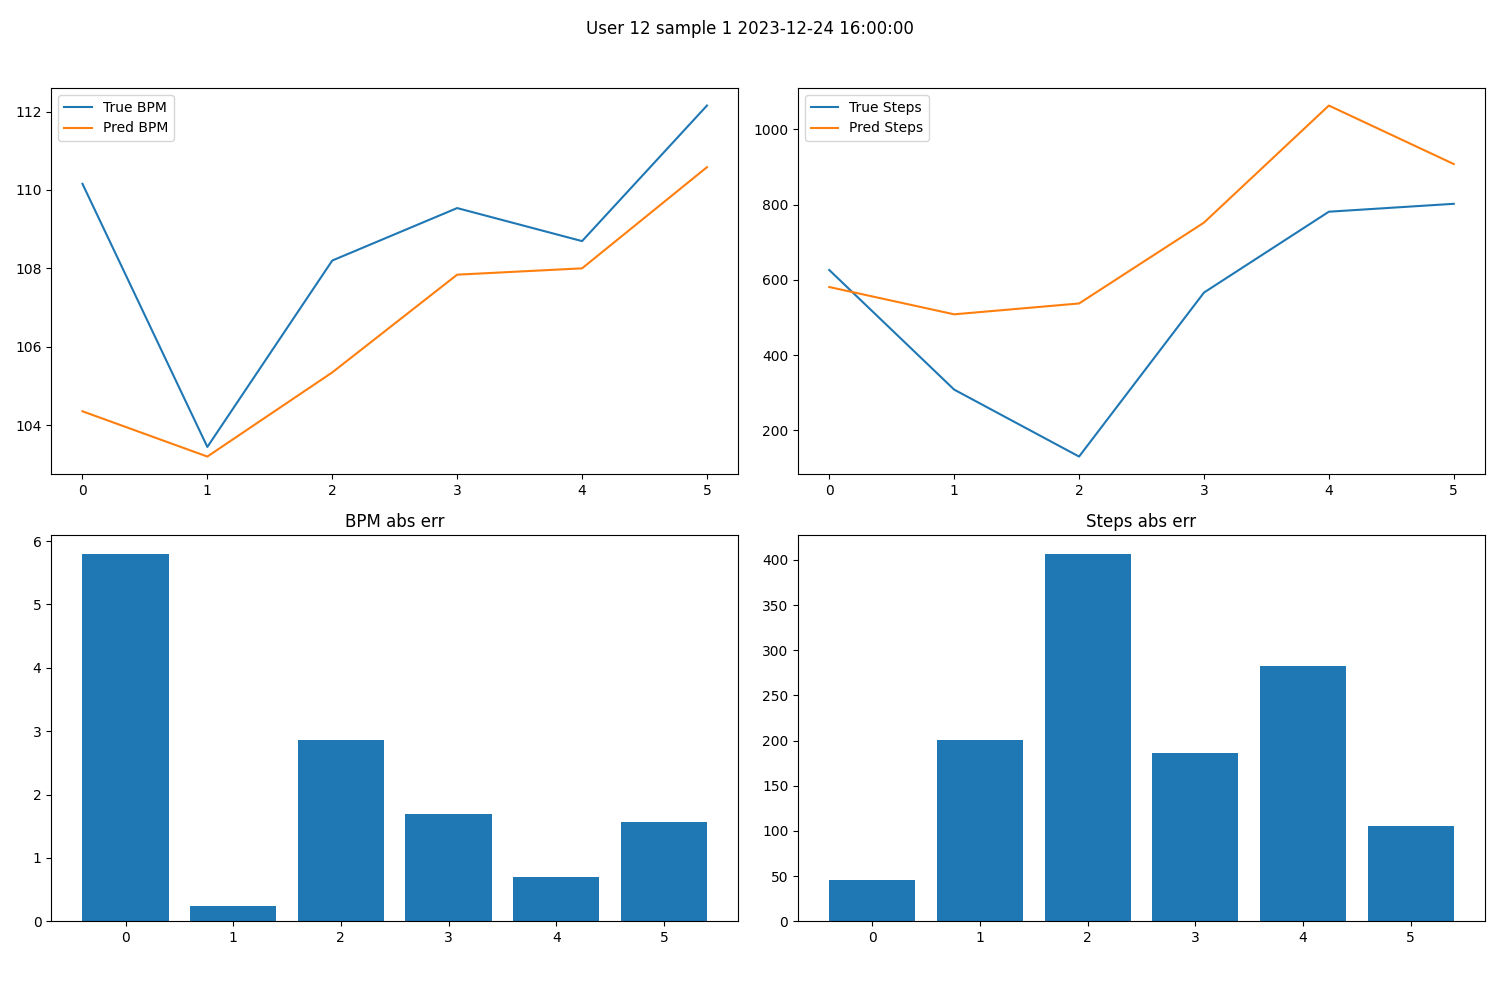 User 12 sample 1 2023-12-24 16:00:00
True BPM
Pred BPM
112
110
108
106
104
0 1 2 3 4 5
True Steps
Pred Steps
1000
800
600
400
200
0 1 2 3 4 5
BPM abs err
6
5
4
3
2
1
0
0 1 2 3 4 5
Steps abs err
400
350
300
250
200
150
100
50
0
0 1 2 3 4 5